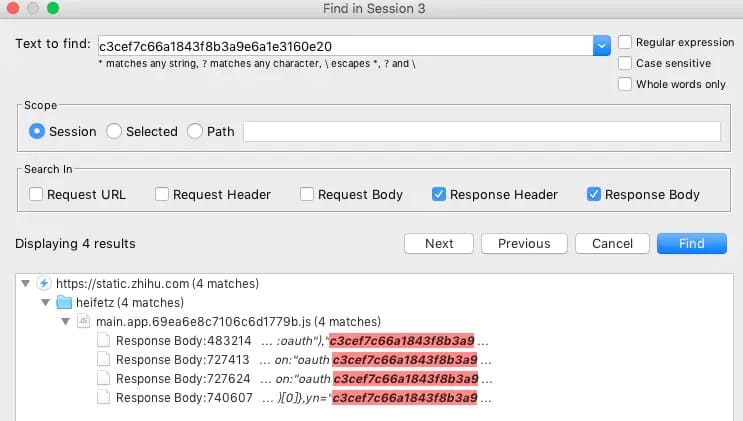 Find in Session 3
Text to find: c3cef7c66a1843f8b3a9e6a1e3160e20
* matches any string, ? matches any character, \ escapes *, ? and \
Regular expression
Case sensitive
Whole words only
Scope
Session Selected Path
Search In
Request URL Request Header Request Body Response Header Response Body
Displaying 4 results Next Previous Cancel Find
https://static.zhihu.com (4 matches)
heifetz (4 matches)
JS main.app.69ea6e8c7106c6d1779b.js (4 matches)
Response Body:483214 ... :oauth"),"c3cef7c66a1843f8b3a9 ...
Response Body:727413 ... on:"oauth c3cef7c66a1843f8b3a9 ...
Response Body:727624 ... on:"oauth c3cef7c66a1843f8b3a9 ...
Response Body:740607 ... )[0]},yn="c3cef7c66a1843f8b3a9 ...